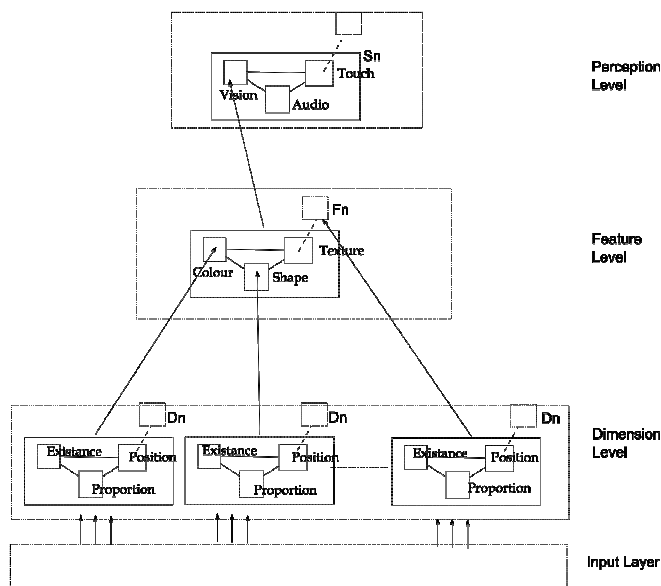 Sn
Perception
Level
Touch
Vision
Audio
Fn
Feature
Level
Texture
Colour
Shape
Dn
Dn
Dn
Dimension
Level
Existance
Position
Proportion
Existance
Position
Proportion
Existance
Position
Proportion
Input Layer